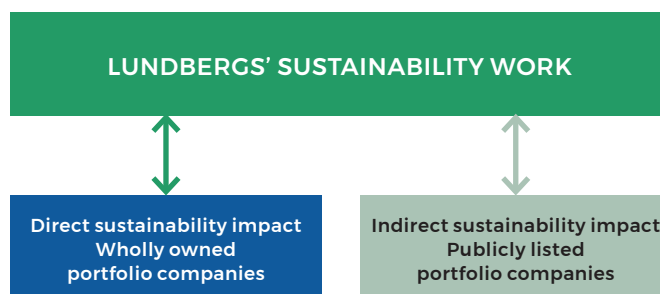 LUNDBERGS’ SUSTAINABILITY WORK
Direct sustainability impact
Wholly owned
portfolio companies
Indirect sustainability impact
Publicly listed
portfolio companies